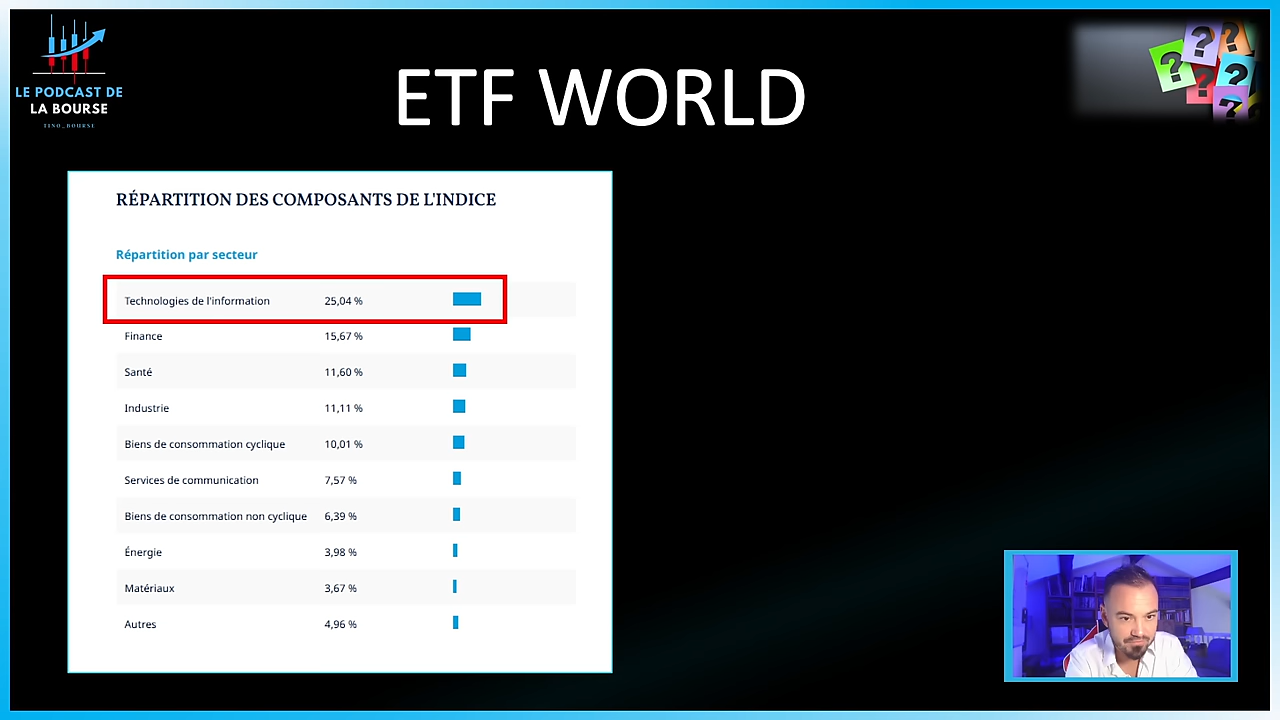 LE PODCAST DE
LA BOURSE
TINO_BOURSE
ETF WORLD
RÉPARTITION DES COMPOSANTS DE L'INDICE
Répartition par secteur
Technologies de l'information 25,04 %
Finance 15,67 %
Santé 11,60 %
Industrie 11,11 %
Biens de consommation cyclique 10,01 %
Services de communication 7,57 %
Biens de consommation non cyclique 6,39 %
Énergie 3,98 %
Matériaux 3,67 %
Autres 4,96 %
? ? ? ? ?